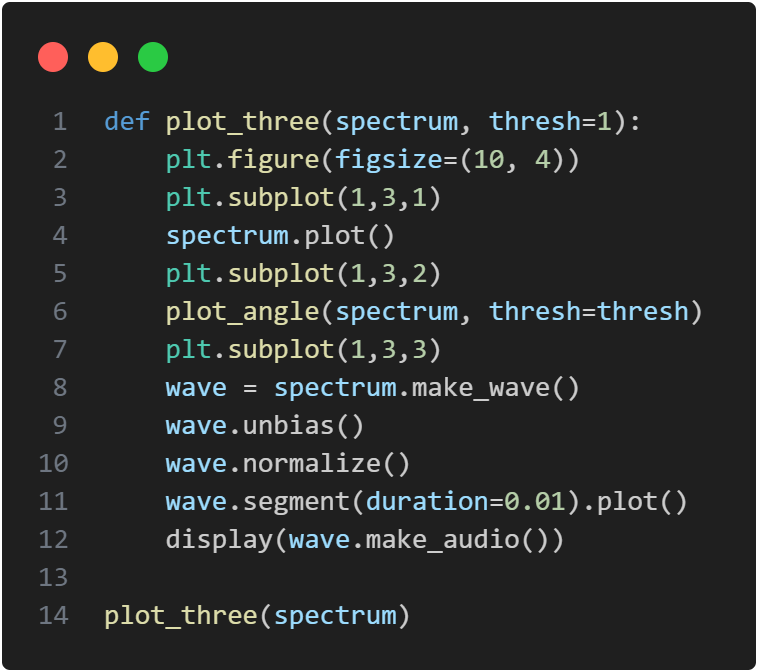 1 def plot_three(spectrum, thresh=1):
2     plt.figure(figsize=(10, 4))
3     plt.subplot(1,3,1)
4     spectrum.plot()
5     plt.subplot(1,3,2)
6     plot_angle(spectrum, thresh=thresh)
7     plt.subplot(1,3,3)
8     wave = spectrum.make_wave()
9     wave.unbias()
10     wave.normalize()
11     wave.segment(duration=0.01).plot()
12     display(wave.make_audio())
13
14 plot_three(spectrum)